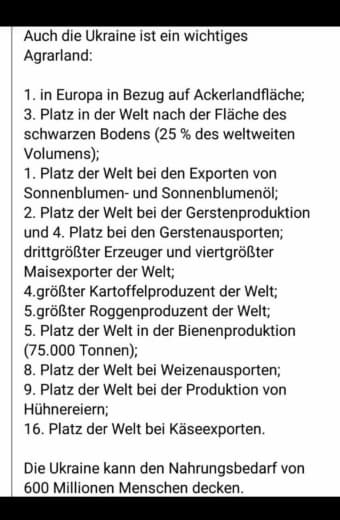 Auch die Ukraine ist ein wichtiges
Agrarland:
1. in Europa in Bezug auf Ackerlandfläche;
3. Platz in der Welt nach der Fläche des
schwarzen Bodens (25 % des weltweiten
Volumens);
1. Platz der Welt bei den Exporten von
Sonnenblumen- und Sonnenblumenöl;
2. Platz der Welt bei der Gerstenproduktion
und 4. Platz bei den Gerstenausporten;
drittgrößter Erzeuger und viertgrößter
Maisexporter der Welt;
4.größter Kartoffelproduzent der Welt;
5.größter Roggenproduzent der Welt;
5. Platz der Welt in der Bienenproduktion
(75.000 Tonnen);
8. Platz der Welt bei Weizenausporten;
9. Platz der Welt bei der Produktion von
Hühnereiern;
16. Platz der Welt bei Käseexporten.
Die Ukraine kann den Nahrungsbedarf von
600 Millionen Menschen decken.